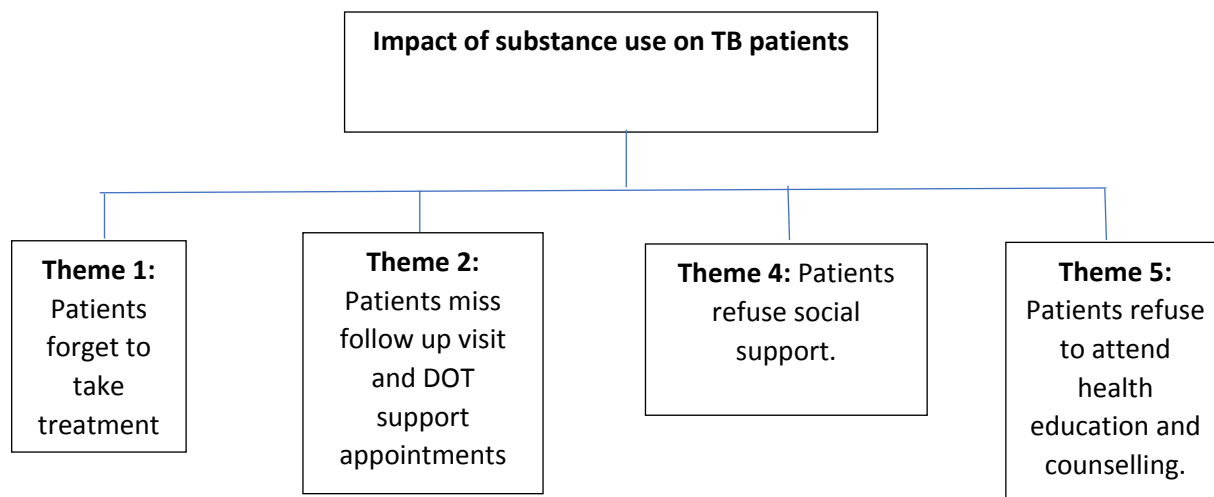 Impact of substance use on TB patients
Theme 1:
Patients
forget to
take
treatment
Theme 2:
Patients miss
follow up visit
and DOT
support
appointments
Theme 4: Patients
refuse social
support.
Theme 5:
Patients refuse
to attend
health
education and
counselling.